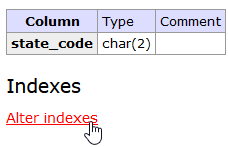 Column Type Comment
state_code char(2)
Indexes
Alter indexes